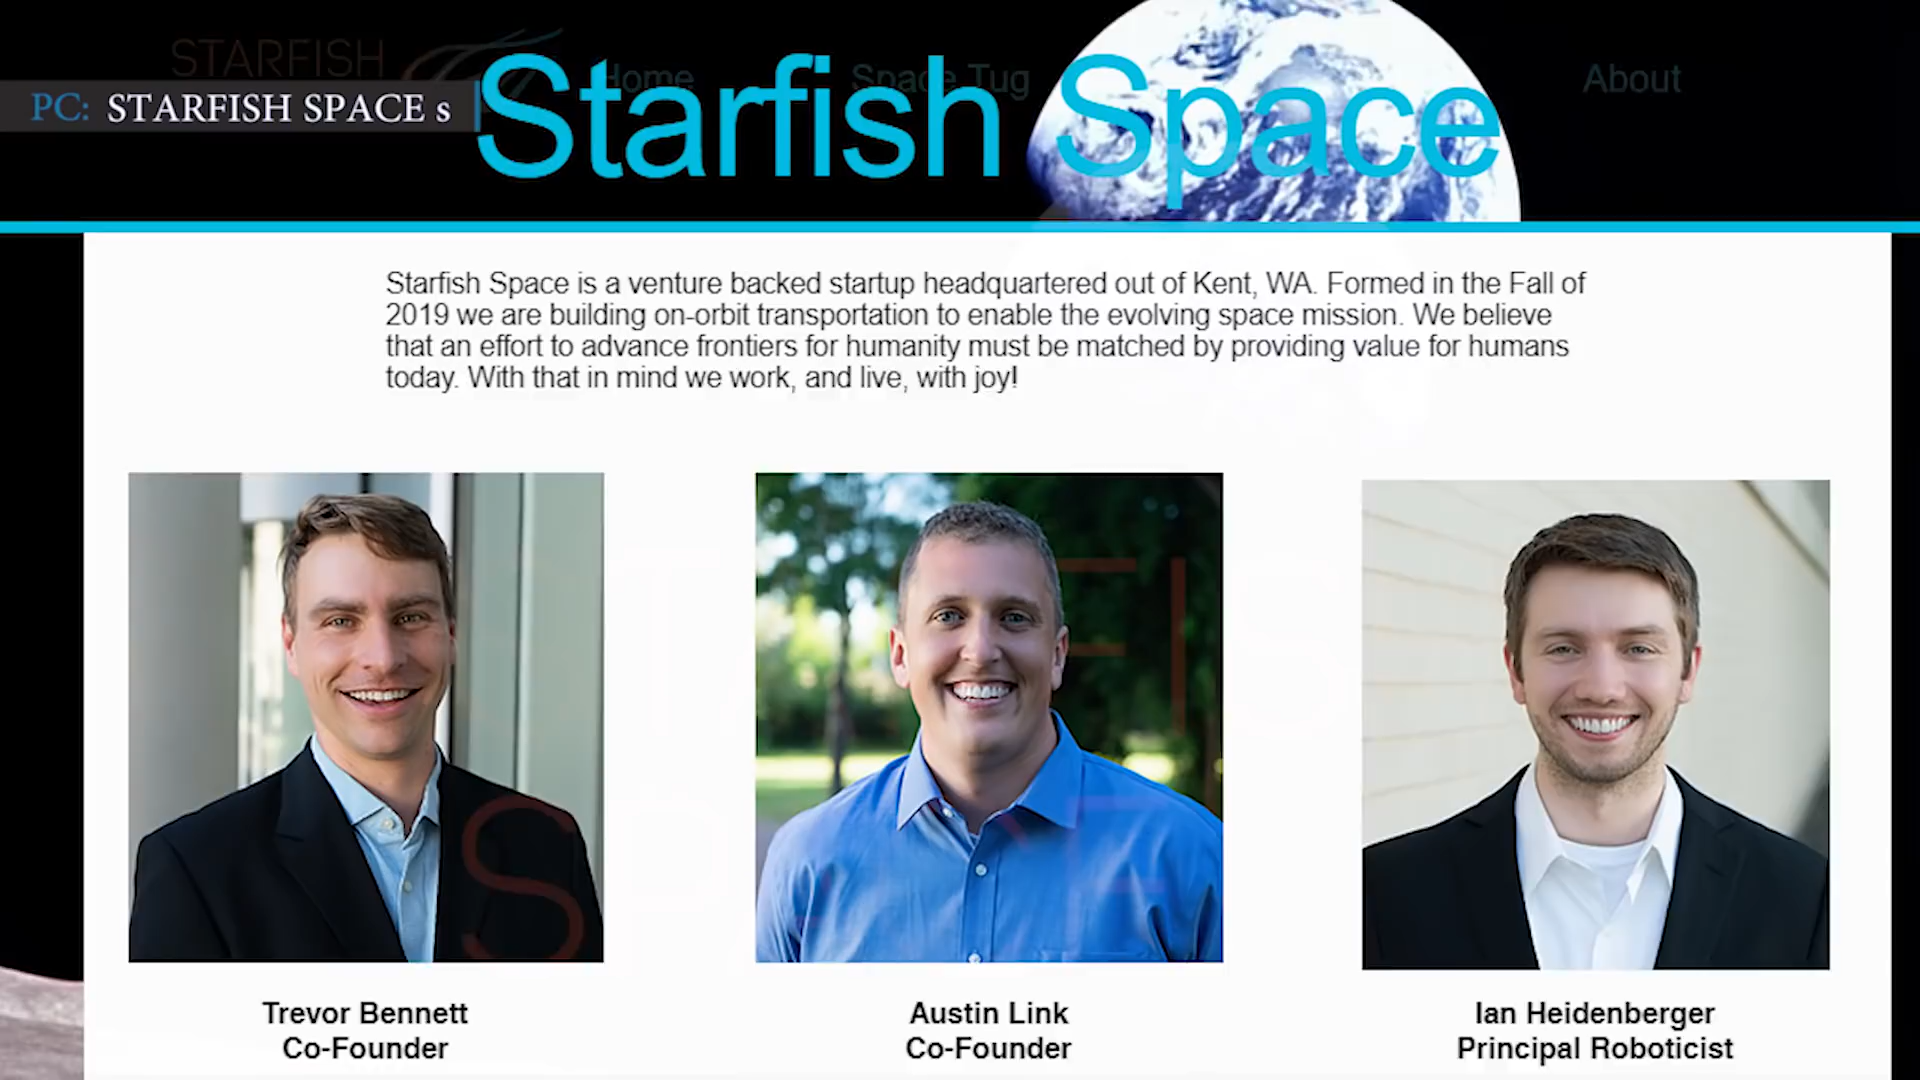 STARFISH
Home
Space Tug
About
Starfish Space
PC: STARFISH SPACE s
Starfish Space is a venture backed startup headquartered out of Kent, WA. Formed in the Fall of
2019 we are building on-orbit transportation to enable the evolving space mission. We believe
that an effort to advance frontiers for humanity must be matched by providing value for humans
today. With that in mind we work, and live, with joy!
Trevor Bennett
Co-Founder
Austin Link
Co-Founder
Ian Heidenberger
Principal Roboticist